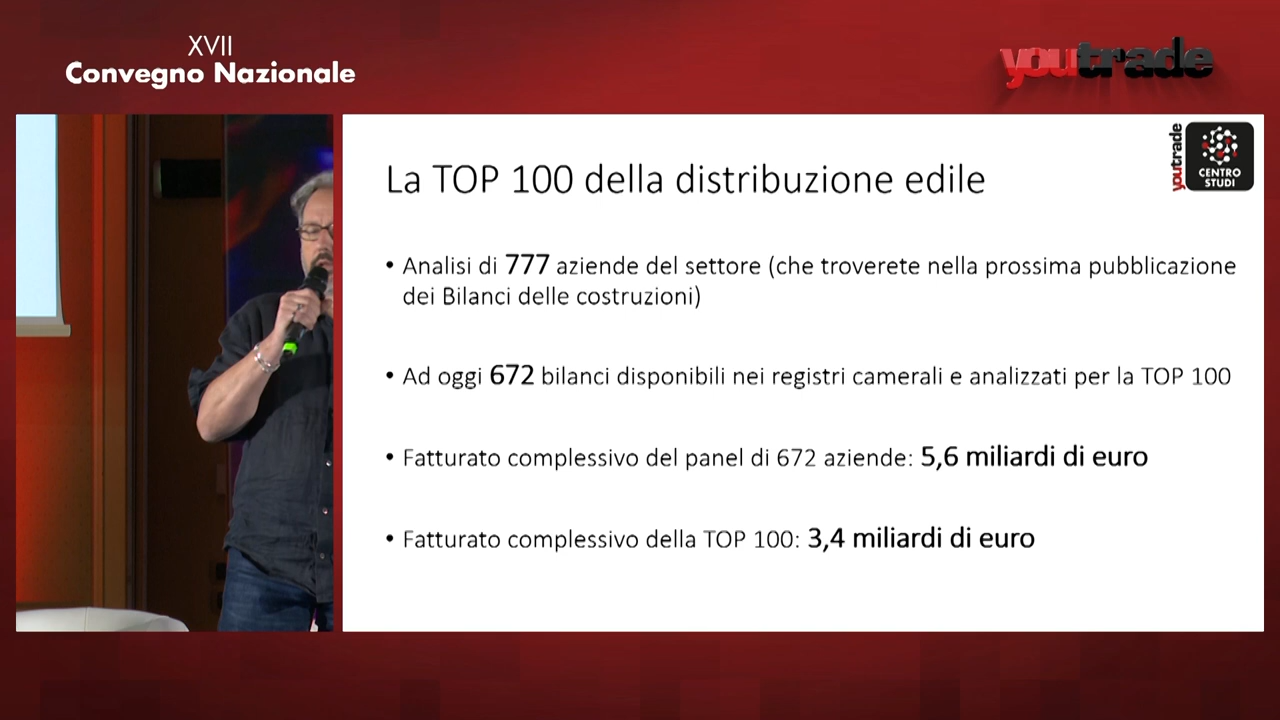 XVII
Convegno Nazionale
youtrade
youtrade
CENTRO
STUDI
La TOP 100 della distribuzione edile
• Analisi di 777 aziende del settore (che troverete nella prossima pubblicazione
dei Bilanci delle costruzioni)
• Ad oggi 672 bilanci disponibili nei registri camerali e analizzati per la TOP 100
• Fatturato complessivo del panel di 672 aziende: 5,6 miliardi di euro
• Fatturato complessivo della TOP 100: 3,4 miliardi di euro